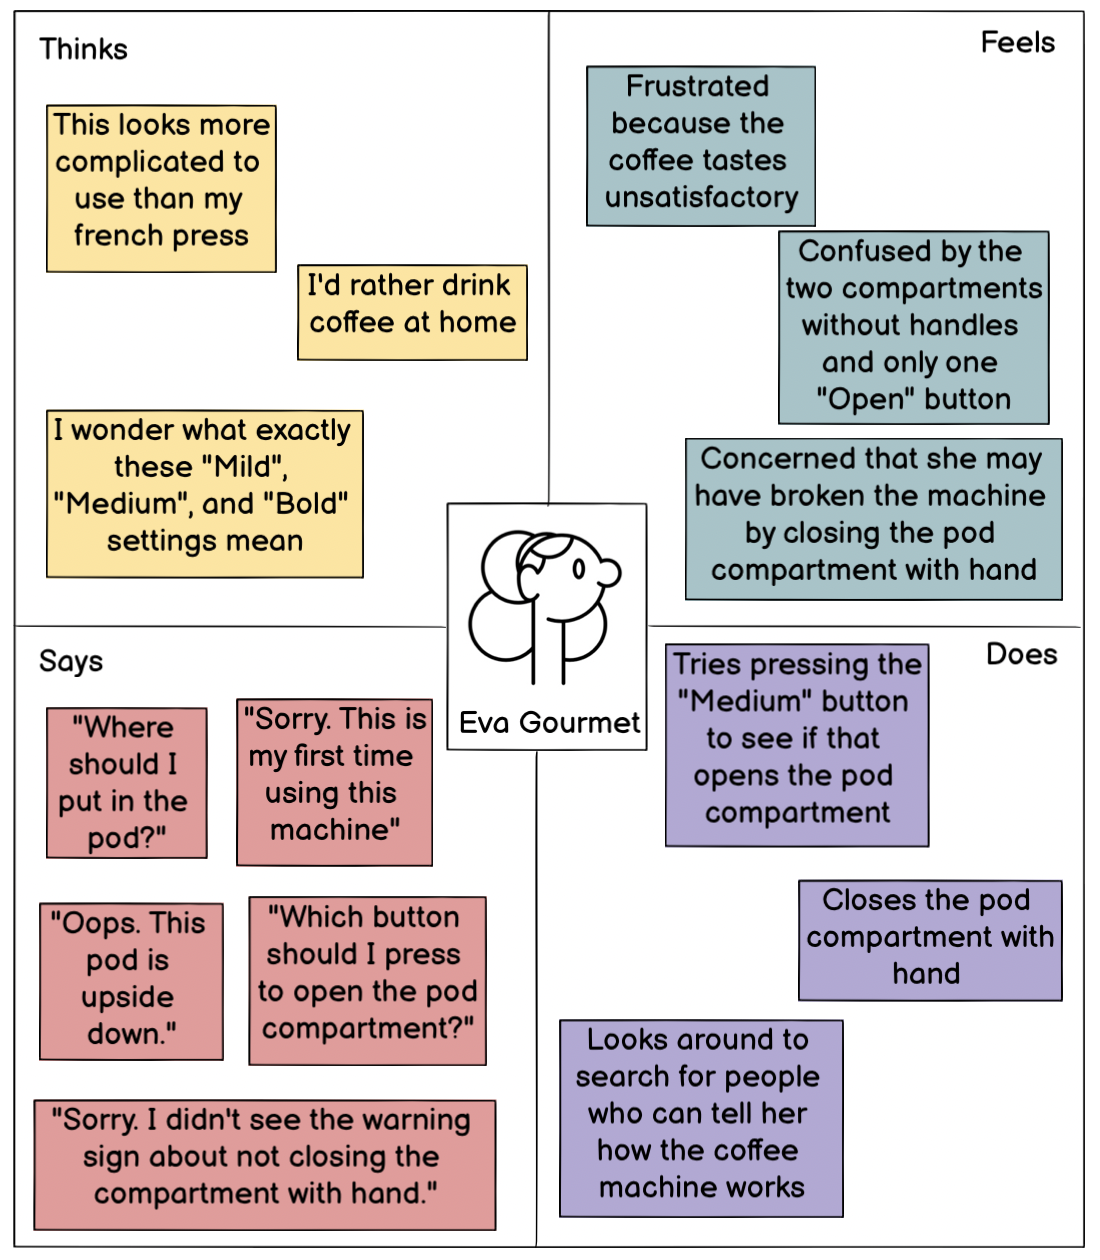 Thinks
This looks more
complicated to
use than my
french press
I'd rather drink
coffee at home
I wonder what exactly
these "Mild",
"Medium", and "Bold"
settings mean
Feels
Frustrated
because the
coffee tastes
unsatisfactory
Confused by the
two compartments
without handles
and only one
"Open" button
Concerned that she may
have broken the machine
by closing the pod
compartment with hand
Eva Gourmet
Says
"Where
should I
put in the
pod?"
"Sorry. This is
my first time
using this
machine"
"Oops. This
pod is
upside
down."
"Which button
should I press
to open the pod
compartment?"
"Sorry. I didn't see the warning
sign about not closing the
compartment with hand."
Does
Tries pressing the
"Medium" button
to see if that
opens the pod
compartment
Closes the pod
compartment with
hand
Looks around to
search for people
who can tell her
how the coffee
machine works